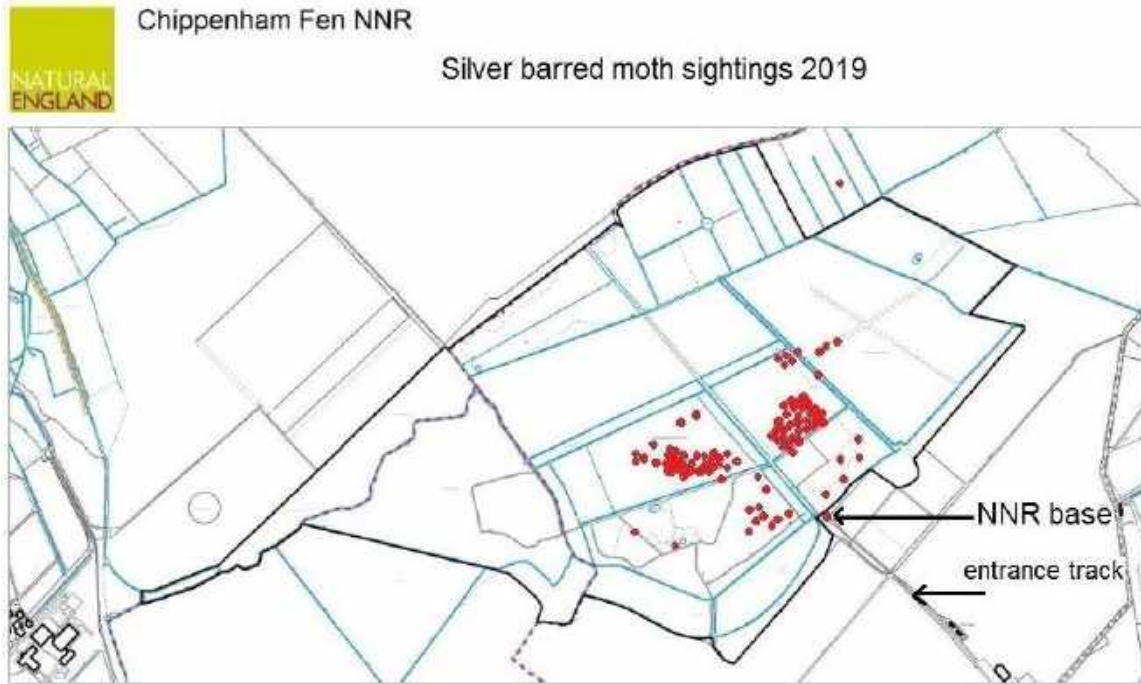 Chippenham Fen NNR
NATURAL
ENGLAND
Silver barred moth sightings 2019
NNR base
entrance track